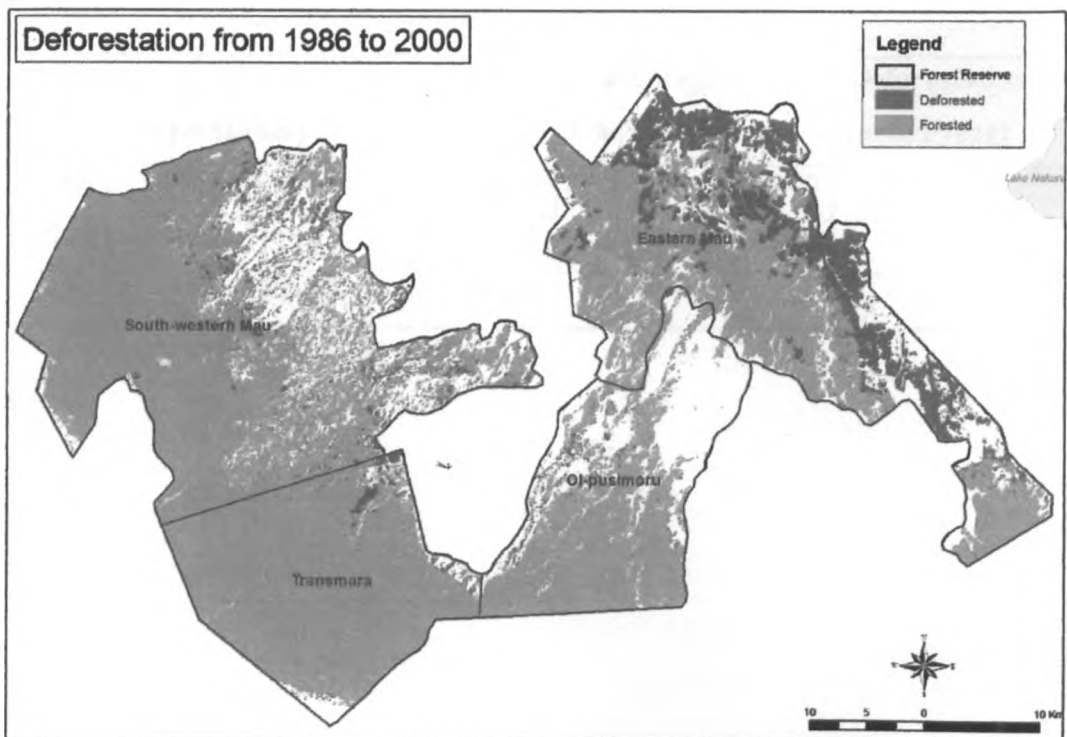 Deforestation from 1986 to 2000
Legend
Forest Reserve
Deforested
Forested
Lake Nakuru
Eastern Mau
South-western Mau
Ol-pusimoru
Transmara
10 5 0 10 Km